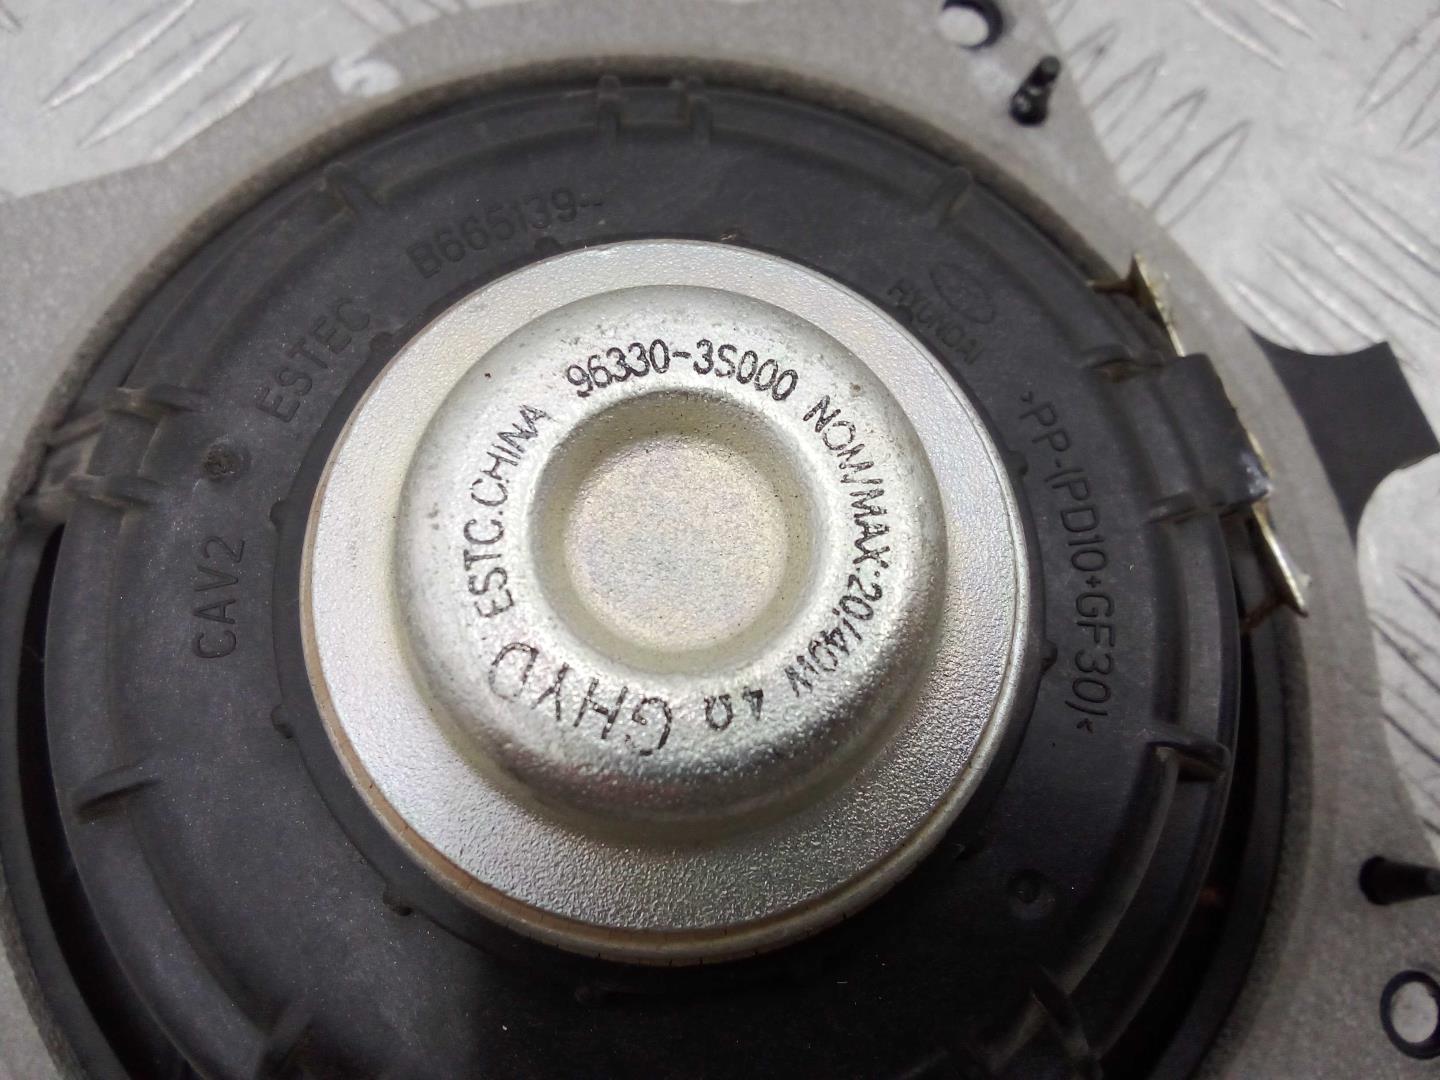 96330-3S000 NOM/MAX:20/40W 4Ω GHYD ESTC.CHINA
CAV2 ESTEC B665139-
HYUNDAI
>PP-(PD10+GF30)<